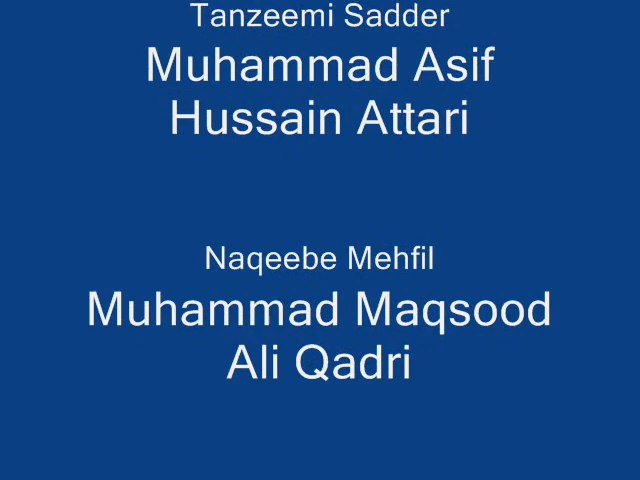 Tanzeemi Sadder
Muhammad Asif
Hussain Attari
Naqeebe Mehfil
Muhammad Maqsood
Ali Qadri